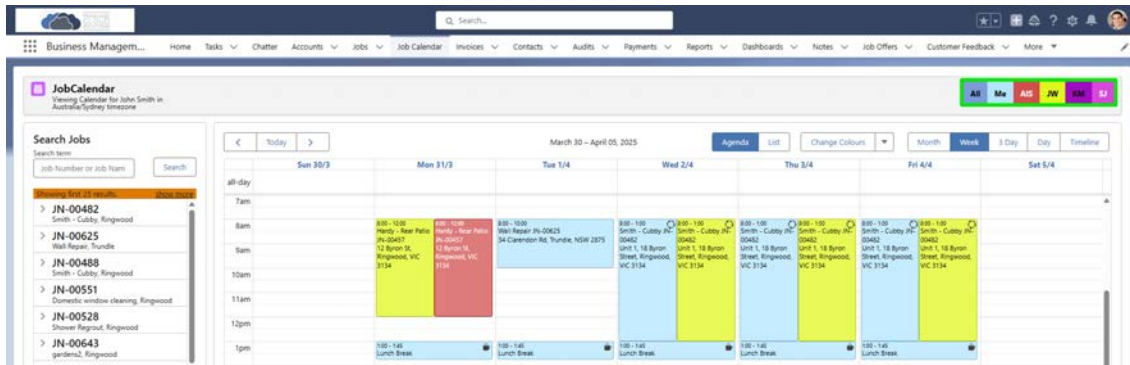 Search...
Business Managem... Home Tasks Chatter Accounts Jobs Job Calendar Invoices Contacts Audits Payments Reports Dashboards Notes Job Offers Customer Feedback More
JobCalendar
Viewing Calendar for John Smith in
Australia/Sydney timezone
All Me AIS JW KM SJ
Search Jobs
Search term
Job Number or Job Nam Search
Showing first 25 results. show more
JN-00482
Smith - Cubby, Ringwood
JN-00625
Wall Repair, Trundle
JN-00488
Smith - Cubby, Ringwood
JN-00551
Domestic window cleaning, Ringwood
JN-00528
Shower Regrout, Ringwood
JN-00643
gardens2, Ringwood
Today March 30 – April 05, 2025 Agenda List Change Colours Month Week 3 Day Day Timeline
Sun 30/3 Mon 31/3 Tue 1/4 Wed 2/4 Thu 3/4 Fri 4/4 Sat 5/4
all-day
7am
8am
9am
10am
11am
12pm
1pm
8:00 - 12:00
Hardy - Rear Patio
JN-00457
12 Byron St,
Ringwood, VIC
3134
8:00 - 12:00
Hardy - Rear Patio
JN-00457
12 Byron St,
Ringwood, VIC
3134
8:00 - 10:00
Wall Repair JN-00625
34 Clarendon Rd, Trundle, NSW 2875
8:00 - 1:00
Smith - Cubby JN-
00482
Unit 1, 18 Byron
Street, Ringwood,
VIC 3134
8:00 - 1:00
Smith - Cubby JN-
00482
Unit 1, 18 Byron
Street, Ringwood,
VIC 3134
8:00 - 1:00
Smith - Cubby JN-
00482
Unit 1, 18 Byron
Street, Ringwood,
VIC 3134
8:00 - 1:00
Smith - Cubby JN-
00482
Unit 1, 18 Byron
Street, Ringwood,
VIC 3134
8:00 - 1:00
Smith - Cubby JN-
00482
Unit 1, 18 Byron
Street, Ringwood,
VIC 3134
8:00 - 1:00
Smith - Cubby JN-
00482
Unit 1, 18 Byron
Street, Ringwood,
VIC 3134
1:00 - 1:45
Lunch Break
1:00 - 1:45
Lunch Break
1:00 - 1:45
Lunch Break
1:00 - 1:45
Lunch Break
1:00 - 1:45
Lunch Break